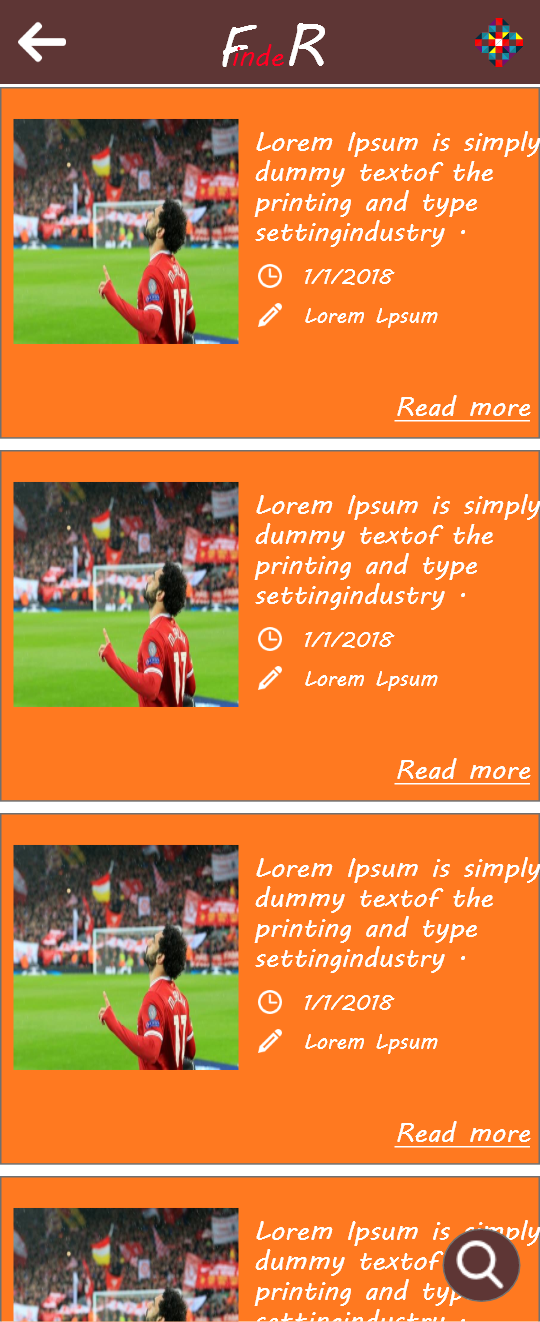 FindeR
Lorem Ipsum is simply
dummy textof the
printing and type
settingindustry .
1/1/2018
Lorem Lpsum
Read more
Lorem Ipsum is simply
dummy textof the
printing and type
settingindustry .
1/1/2018
Lorem Lpsum
Read more
Lorem Ipsum is simply
dummy textof the
printing and type
settingindustry .
1/1/2018
Lorem Lpsum
Read more
Lorem Ipsum is simply
dummy textof
printing and typ
settingindustry .